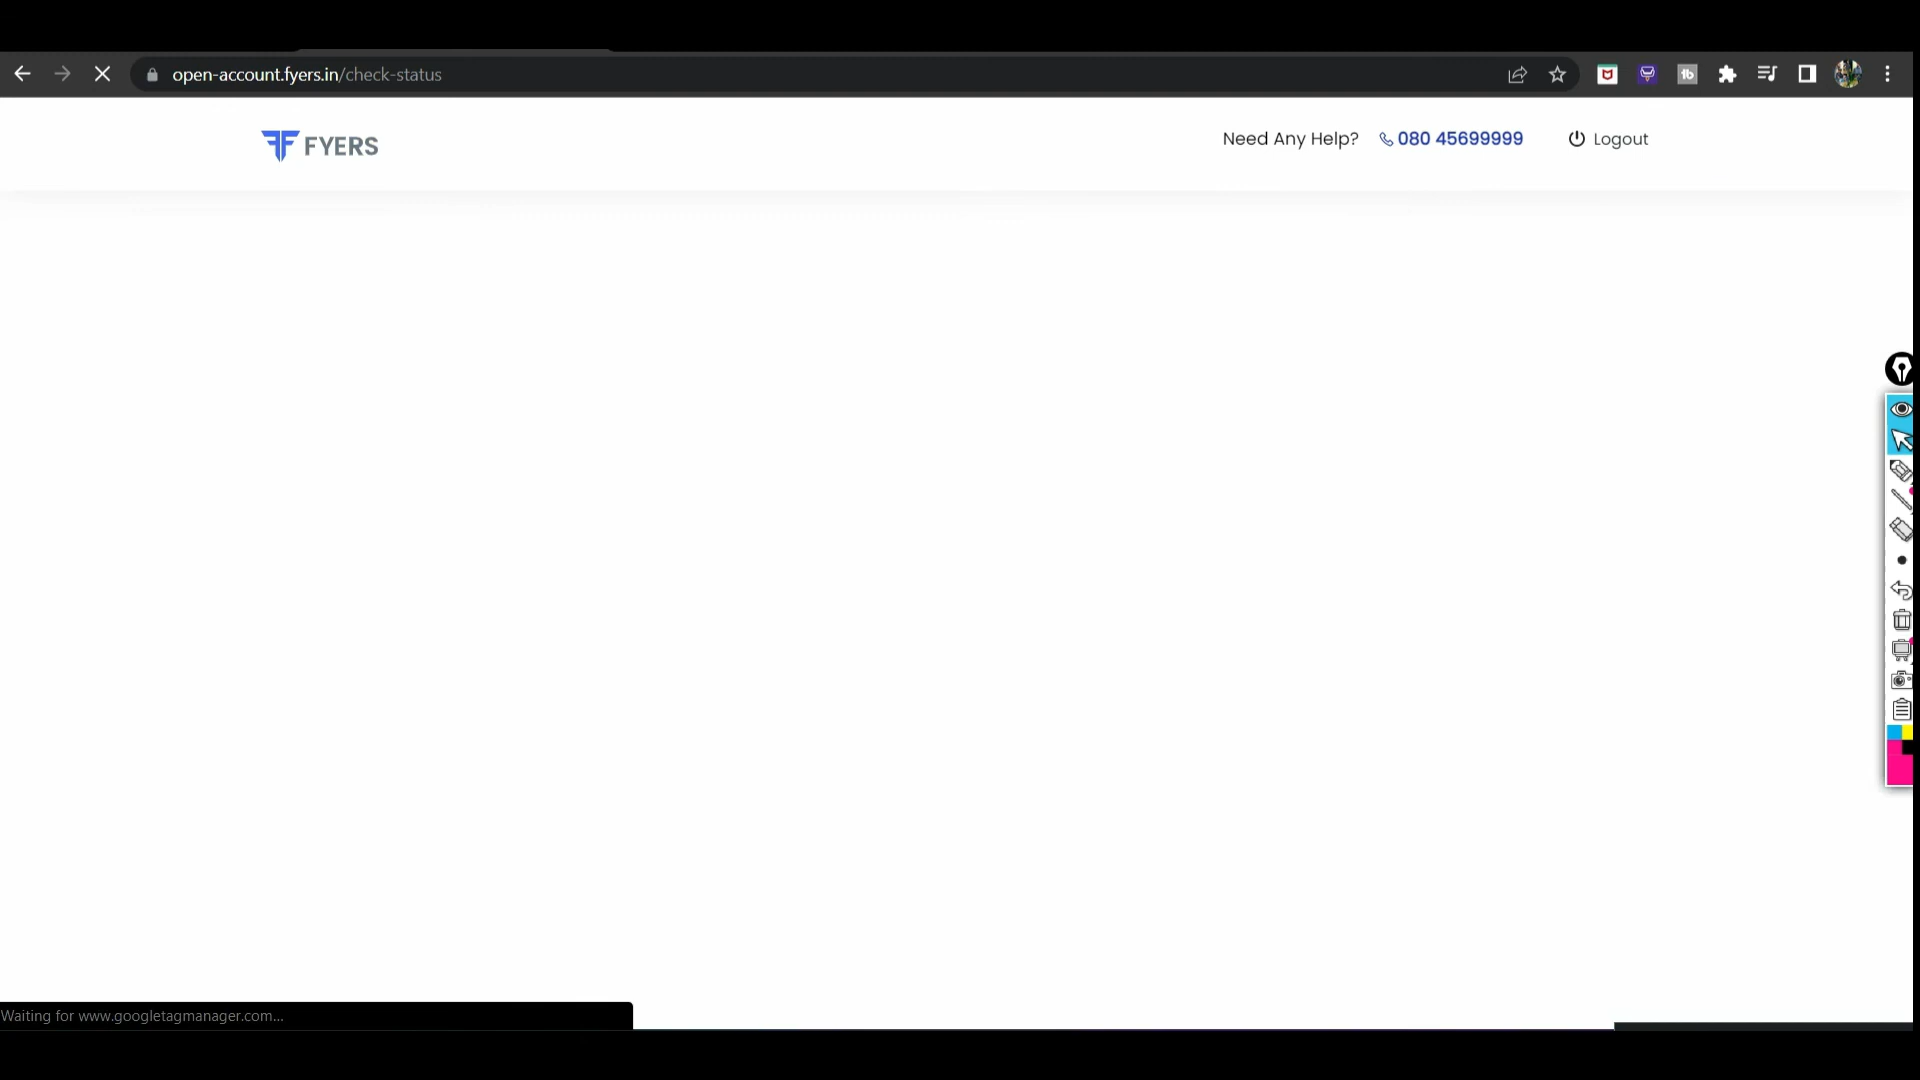 open-account.fyers.in/check-status
FYERS
Need Any Help? 080 45699999 Logout
Waiting for www.googletagmanager.com...